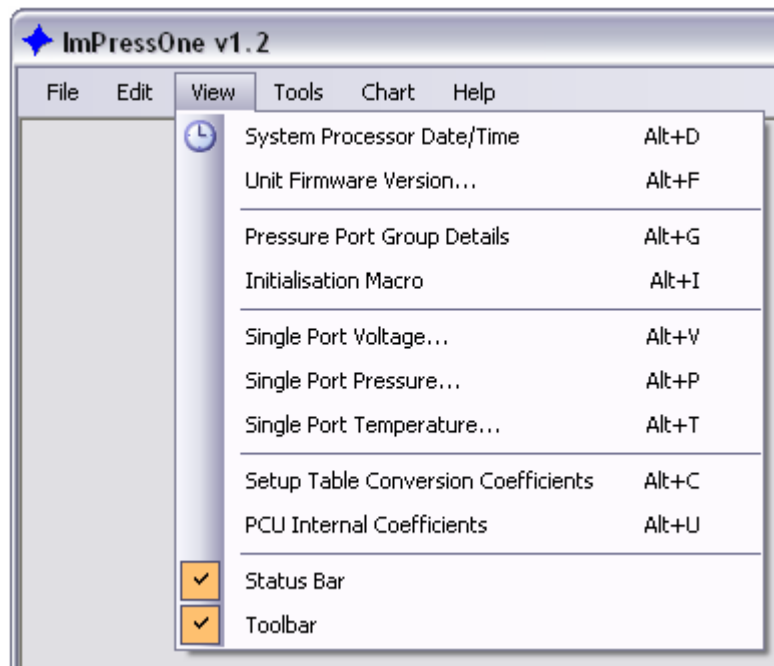 ImPressOne v1.2
File Edit View Tools Chart Help
System Processor Date/Time Alt+D
Unit Firmware Version... Alt+F
Pressure Port Group Details Alt+G
Initialisation Macro Alt+I
Single Port Voltage... Alt+V
Single Port Pressure... Alt+P
Single Port Temperature... Alt+T
Setup Table Conversion Coefficients Alt+C
PCU Internal Coefficients Alt+U
Status Bar
Toolbar